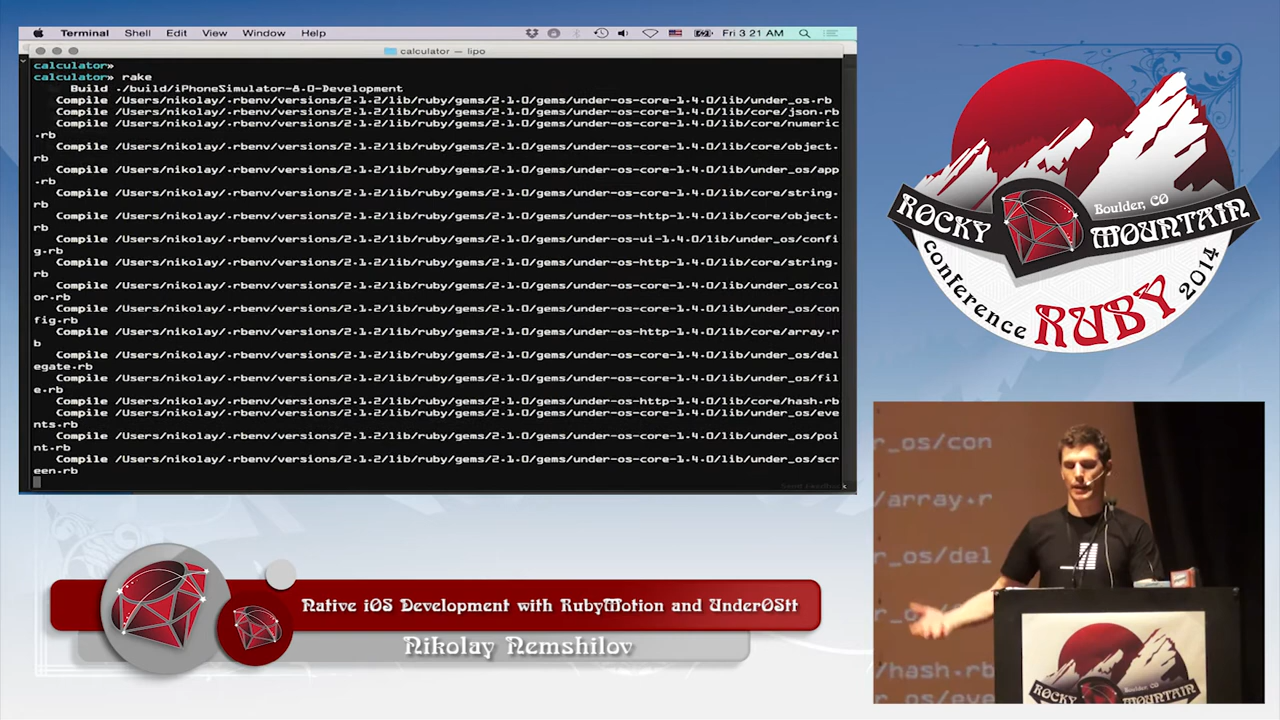 Terminal Shell Edit View Window Help Fri 3:21 AM
calculator — lipo
calculator»
calculator» rake
Build ./build/iPhoneSimulator-8.0-Development
Compile /Users/nikolay/.rbenv/versions/2.1.2/lib/ruby/gems/2.1.0/gems/under-os-core-1.4.0/lib/under_os.rb
Compile /Users/nikolay/.rbenv/versions/2.1.2/lib/ruby/gems/2.1.0/gems/under-os-core-1.4.0/lib/core/json.rb
Compile /Users/nikolay/.rbenv/versions/2.1.2/lib/ruby/gems/2.1.0/gems/under-os-core-1.4.0/lib/core/numeric
.rb
Compile /Users/nikolay/.rbenv/versions/2.1.2/lib/ruby/gems/2.1.0/gems/under-os-core-1.4.0/lib/core/object.
rb
Compile /Users/nikolay/.rbenv/versions/2.1.2/lib/ruby/gems/2.1.0/gems/under-os-core-1.4.0/lib/under_os/app
.rb
Compile /Users/nikolay/.rbenv/versions/2.1.2/lib/ruby/gems/2.1.0/gems/under-os-core-1.4.0/lib/core/string.
rb
Compile /Users/nikolay/.rbenv/versions/2.1.2/lib/ruby/gems/2.1.0/gems/under-os-http-1.4.0/lib/core/object.
rb
Compile /Users/nikolay/.rbenv/versions/2.1.2/lib/ruby/gems/2.1.0/gems/under-os-ui-1.4.0/lib/under_os/confi
g.rb
Compile /Users/nikolay/.rbenv/versions/2.1.2/lib/ruby/gems/2.1.0/gems/under-os-http-1.4.0/lib/core/string.
rb
Compile /Users/nikolay/.rbenv/versions/2.1.2/lib/ruby/gems/2.1.0/gems/under-os-core-1.4.0/lib/under_os/col
or.rb
Compile /Users/nikolay/.rbenv/versions/2.1.2/lib/ruby/gems/2.1.0/gems/under-os-core-1.4.0/lib/under_os/con
fig.rb
Compile /Users/nikolay/.rbenv/versions/2.1.2/lib/ruby/gems/2.1.0/gems/under-os-http-1.4.0/lib/core/array.r
b
Compile /Users/nikolay/.rbenv/versions/2.1.2/lib/ruby/gems/2.1.0/gems/under-os-core-1.4.0/lib/under_os/del
egate.rb
Compile /Users/nikolay/.rbenv/versions/2.1.2/lib/ruby/gems/2.1.0/gems/under-os-core-1.4.0/lib/under_os/fil
e.rb
Compile /Users/nikolay/.rbenv/versions/2.1.2/lib/ruby/gems/2.1.0/gems/under-os-http-1.4.0/lib/core/hash.rb
Compile /Users/nikolay/.rbenv/versions/2.1.2/lib/ruby/gems/2.1.0/gems/under-os-core-1.4.0/lib/under_os/eve
nts.rb
Compile /Users/nikolay/.rbenv/versions/2.1.2/lib/ruby/gems/2.1.0/gems/under-os-core-1.4.0/lib/under_os/poi
nt.rb
Compile /Users/nikolay/.rbenv/versions/2.1.2/lib/ruby/gems/2.1.0/gems/under-os-core-1.4.0/lib/under_os/scr
een.rb
Boulder, CO
ROCKY MOUNTAIN
Conference RUBY 2014
r_os/con
/array.r
r_os/del
/hash.rb
r_os/eve
Boulder, CO
ROCKY MOUNTAIN
Native iOS Development with RubyMotion and UnderOStt
Nikolay Nemshilov